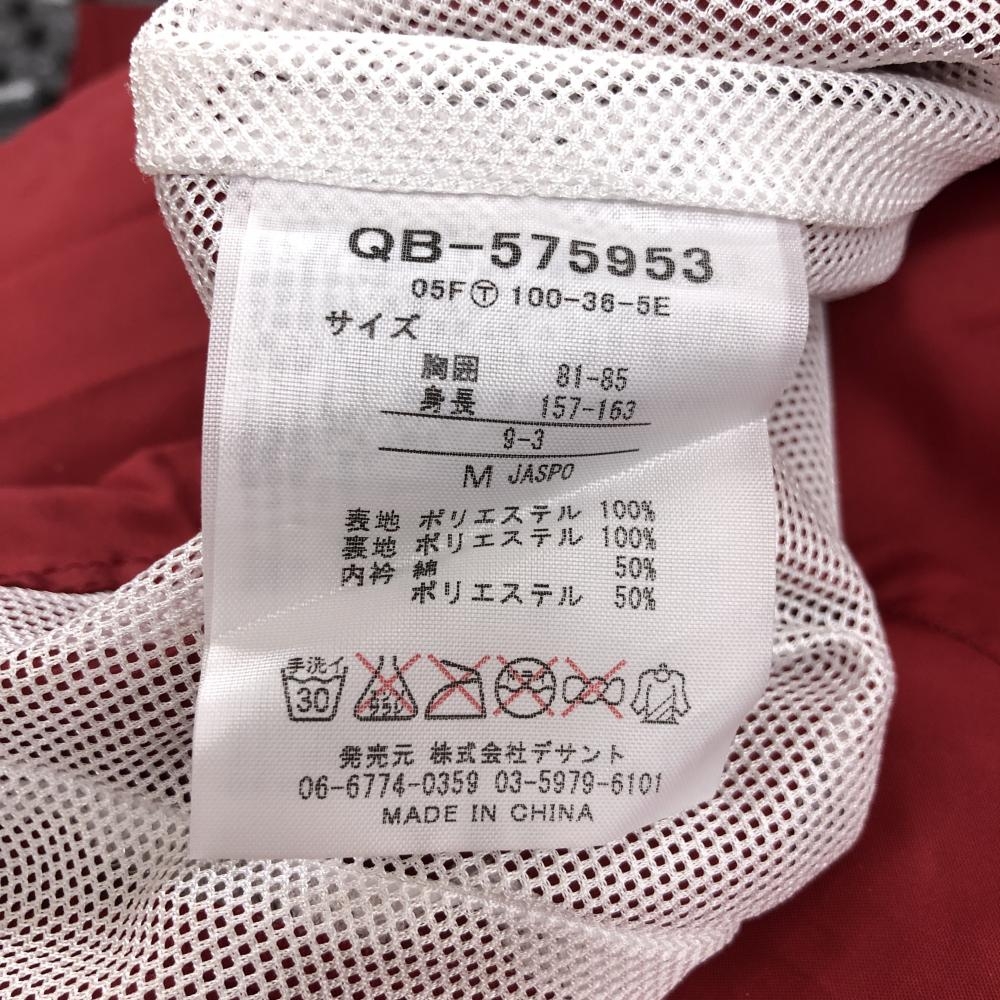 QB-575953
05FⓉ100-36-5E
サイズ
胸囲 81-85
身長 157-163
9-3
M JASPO
表地 ポリエステル 100%
裏地 ポリエステル 100%
内衿 綿 50%
ポリエステル 50%
手洗イ
30
発売元 株式会社デサント
06-6774-0359 03-5979-6101
MADE IN CHINA